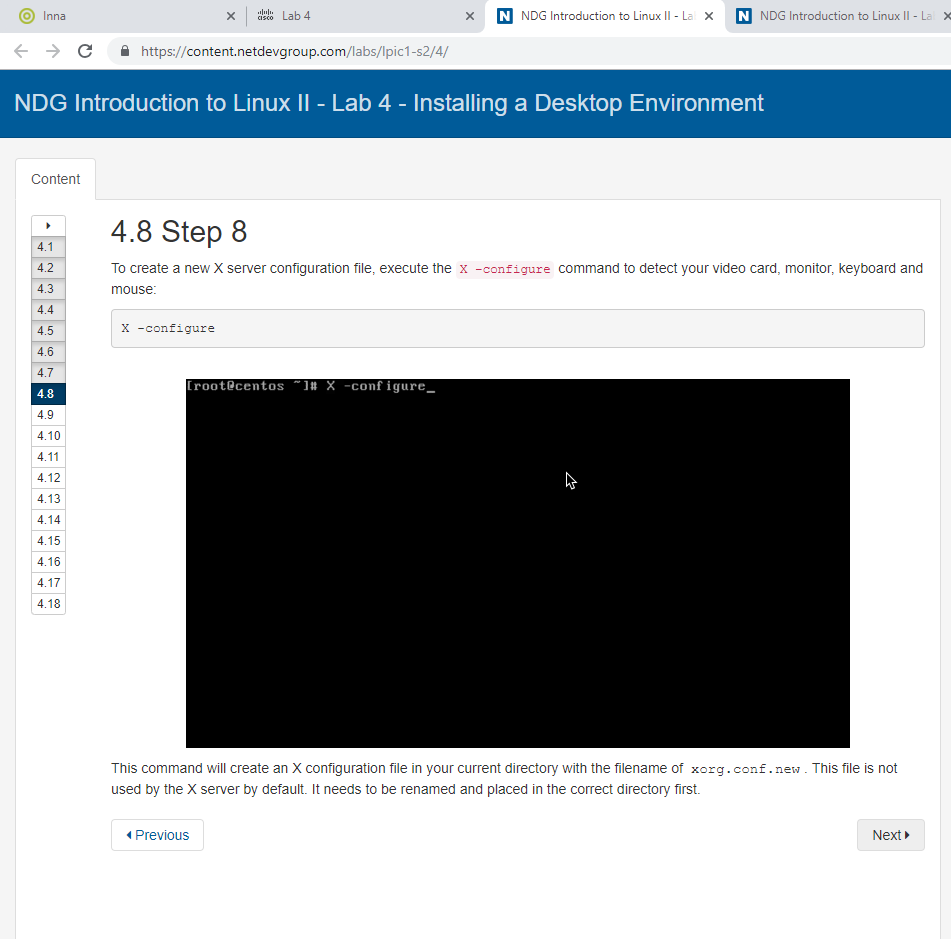 Inna
Lab 4
NDG Introduction to Linux II - La
NDG Introduction to Linux II - La
https://content.netdevgroup.com/labs/lpic1-s2/4/
NDG Introduction to Linux II - Lab 4 - Installing a Desktop Environment
Content
4.1
4.2
4.3
4.4
4.5
4.6
4.7
4.8
4.9
4.10
4.11
4.12
4.13
4.14
4.15
4.16
4.17
4.18
4.8 Step 8
To create a new X server configuration file, execute the X -configure command to detect your video card, monitor, keyboard and
mouse:
X -configure
[root@centos ~]# X -configure_
This command will create an X configuration file in your current directory with the filename of xorg.conf.new . This file is not
used by the X server by default. It needs to be renamed and placed in the correct directory first.
Previous
Next